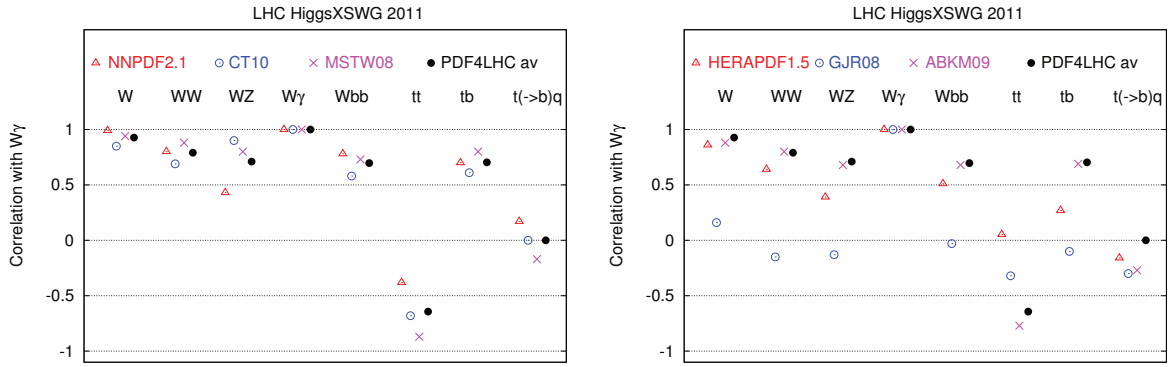 LHC HiggsXSWG 2011
NNPDF2.1 CT10 MSTW08 PDF4LHC av
W WW WZ Wγ Wbb tt tb t(->b)q
1
0.5
0
-0.5
-1
Correlation with Wγ
LHC HiggsXSWG 2011
HERAPDF1.5 GJR08 ABKM09 PDF4LHC av
W WW WZ Wγ Wbb tt tb t(->b)q
1
0.5
0
-0.5
-1
Correlation with Wγ